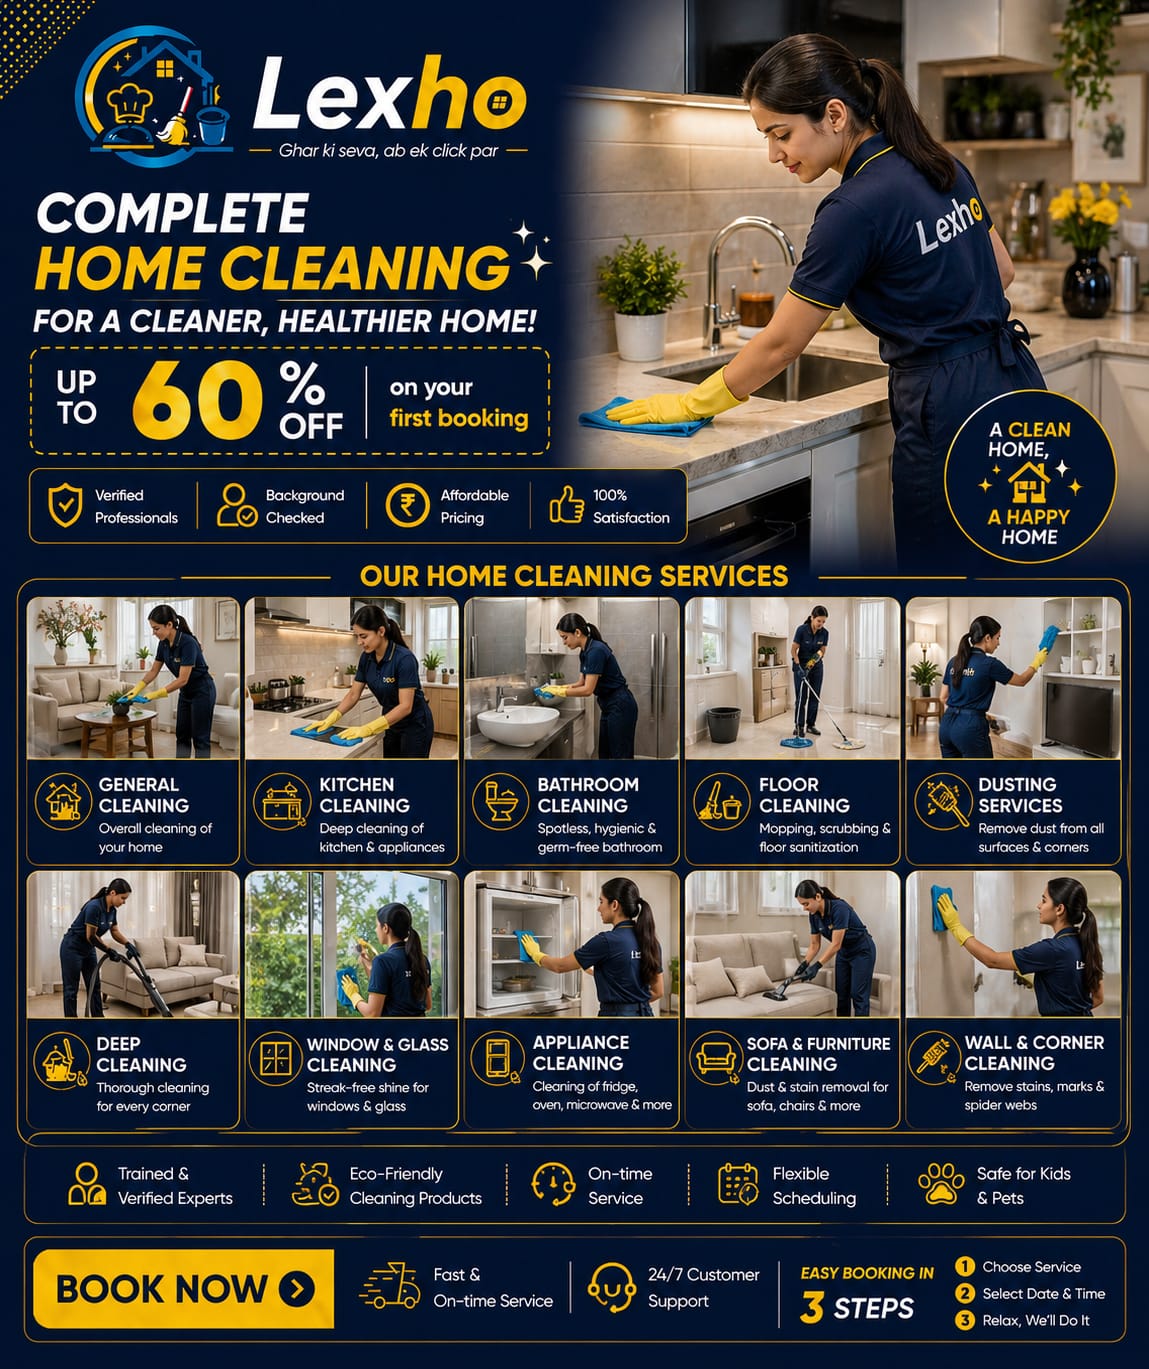 Lexho
Ghar ki seva, ab ek click par
COMPLETE
HOME CLEANING
FOR A CLEANER, HEALTHIER HOME!
UP TO 60% OFF
on your
first booking
Verified
Professionals
Background
Checked
Affordable
Pricing
100%
Satisfaction
Lexho
A CLEAN
HOME,
A HAPPY
HOME
OUR HOME CLEANING SERVICES
GENERAL
CLEANING
Overall cleaning of
your home
KITCHEN
CLEANING
Deep cleaning of
kitchen & appliances
BATHROOM
CLEANING
Spotless, hygienic &
germ-free bathroom
FLOOR
CLEANING
Mopping, scrubbing &
floor sanitization
DUSTING
SERVICES
Remove dust from all
surfaces & corners
DEEP
CLEANING
Thorough cleaning
for every corner
WINDOW & GLASS
CLEANING
Streak-free shine for
windows & glass
APPLIANCE
CLEANING
Cleaning of fridge,
oven, microwave & more
SOFA & FURNITURE
CLEANING
Dust & stain removal for
sofa, chairs & more
WALL & CORNER
CLEANING
Remove stains, marks &
spider webs
Trained &
Verified Experts
Eco-Friendly
Cleaning Products
On-time
Service
Flexible
Scheduling
Safe for Kids
& Pets
BOOK NOW
Fast &
On-time Service
24/7 Customer
Support
EASY BOOKING IN
3 STEPS
1 Choose Service
2 Select Date & Time
3 Relax, We'll Do It